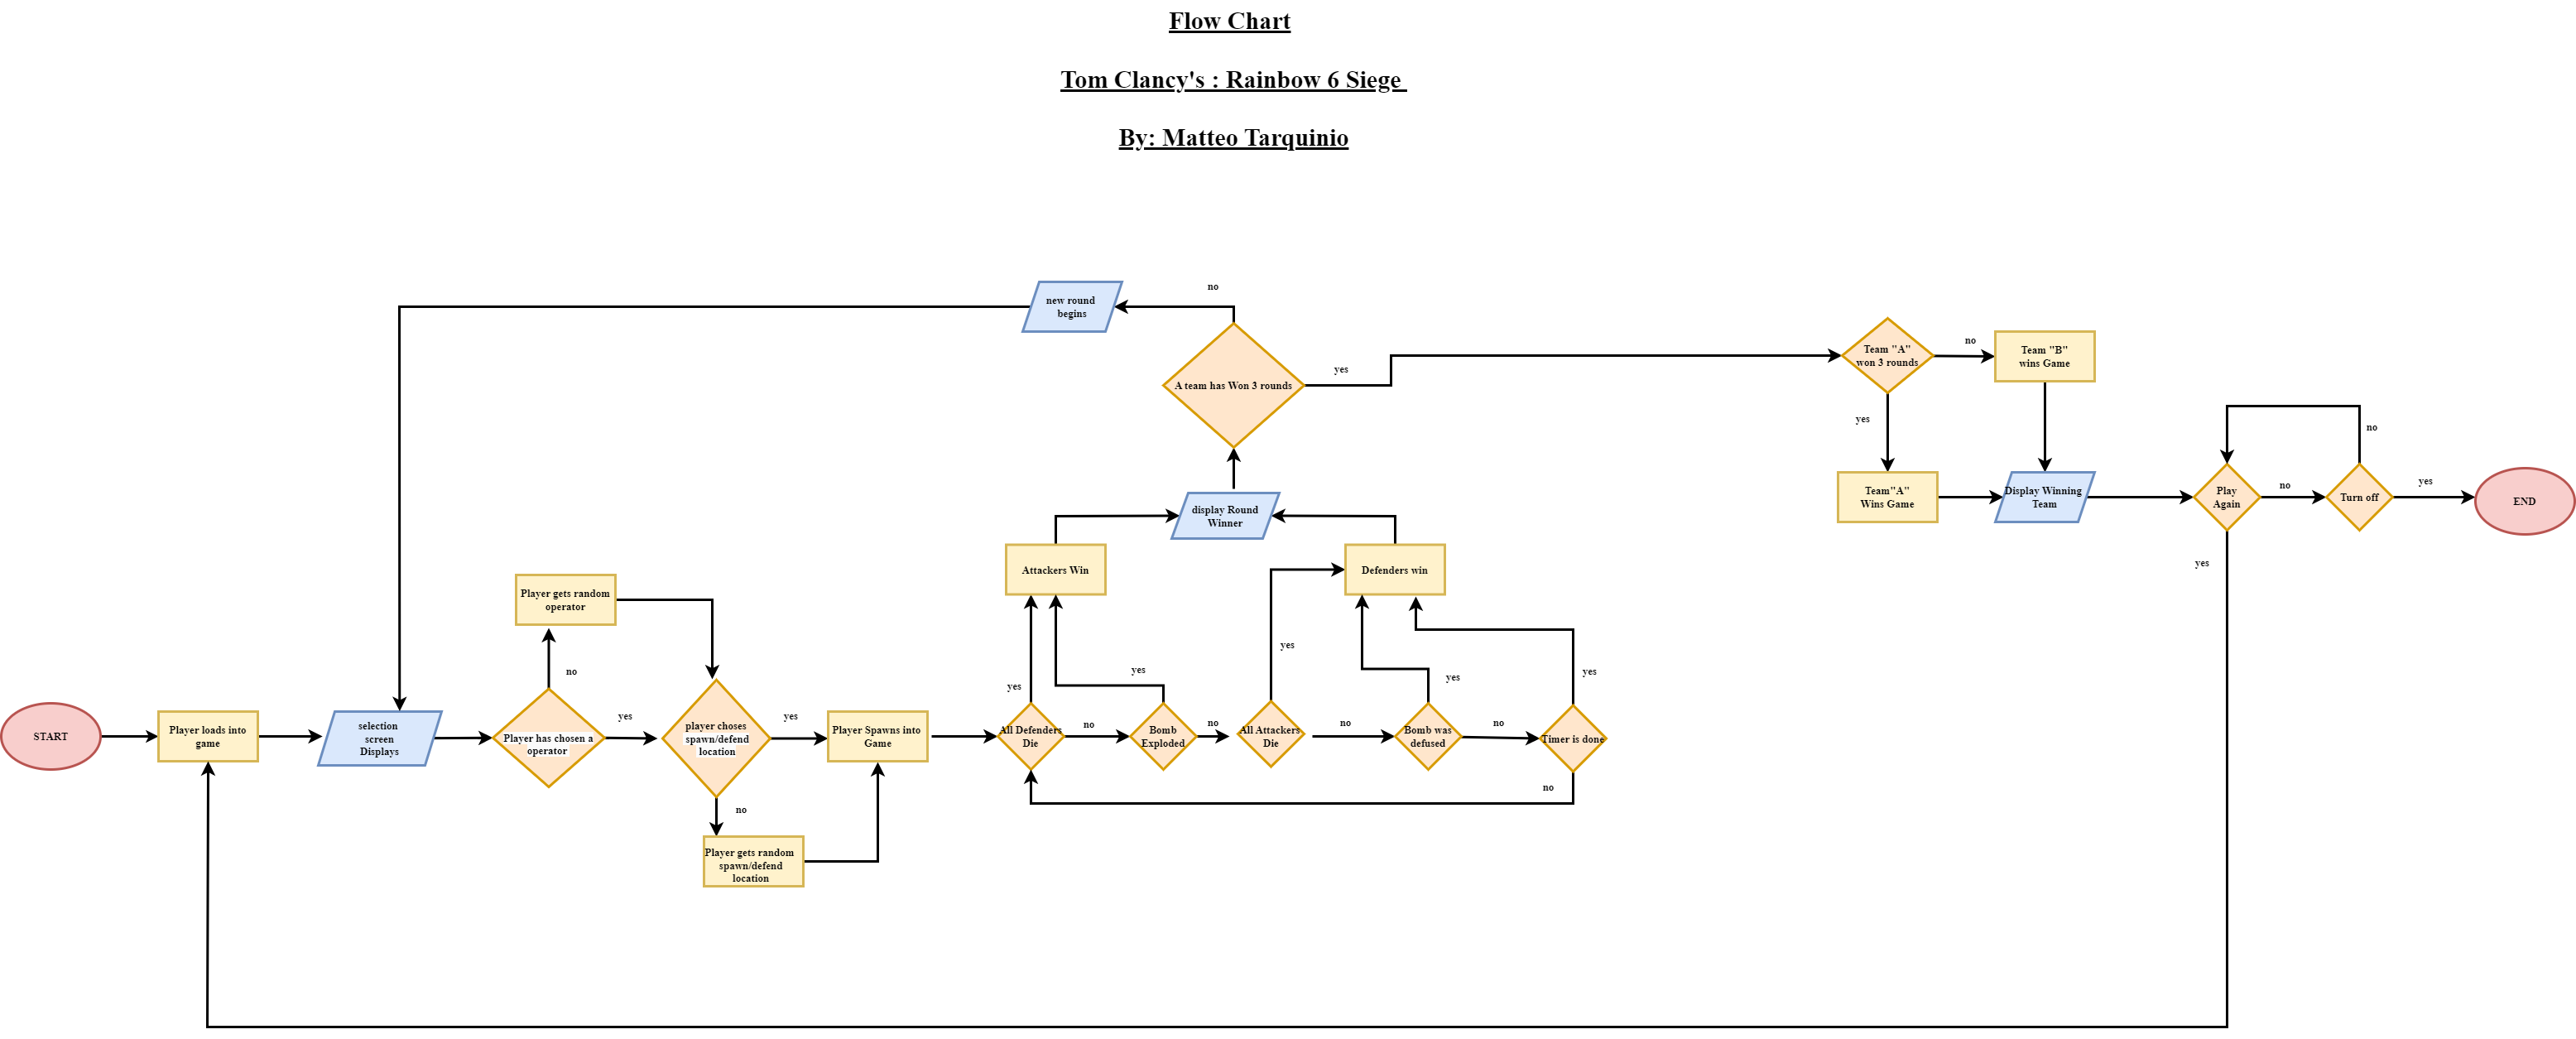 Flow Chart
Tom Clancy's : Rainbow 6 Siege
By: Matteo Tarquinio
new round
begins
no
A team has Won 3 rounds
yes
Team "A"
won 3 rounds
no
Team "B"
wins Game
yes
Team"A"
Wins Game
Display Winning
Team
Play
Again
no
Turn off
no
yes
END
yes
display Round
Winner
Attackers Win
Defenders win
yes
yes
yes
yes
yes
START
Player loads into
game
selection
screen
Displays
Player has chosen a
operator
no
Player gets random
operator
yes
player choses
spawn/defend
location
yes
no
Player gets random
spawn/defend
location
Player Spawns into
Game
All Defenders
Die
no
Bomb
Exploded
no
All Attackers
Die
no
Bomb was
defused
no
Timer is done
no